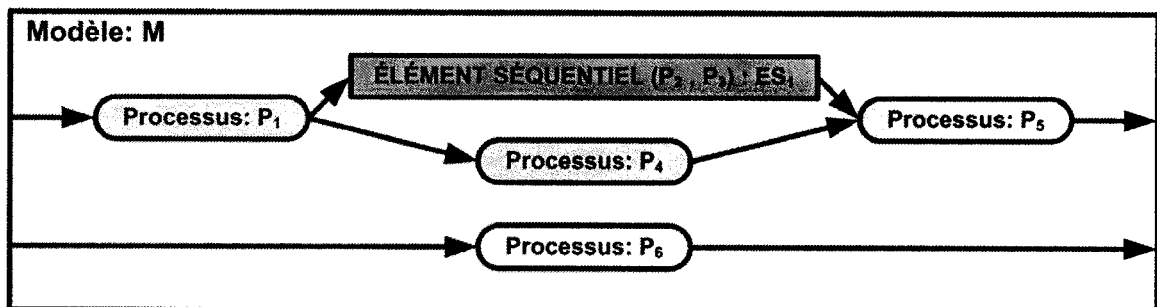 Modèle: M
ÉLÉMENT SÉQUENTIEL (P₂ , P₃) : ES₁
Processus: P₁
Processus: P₅
Processus: P₄
Processus: P₆